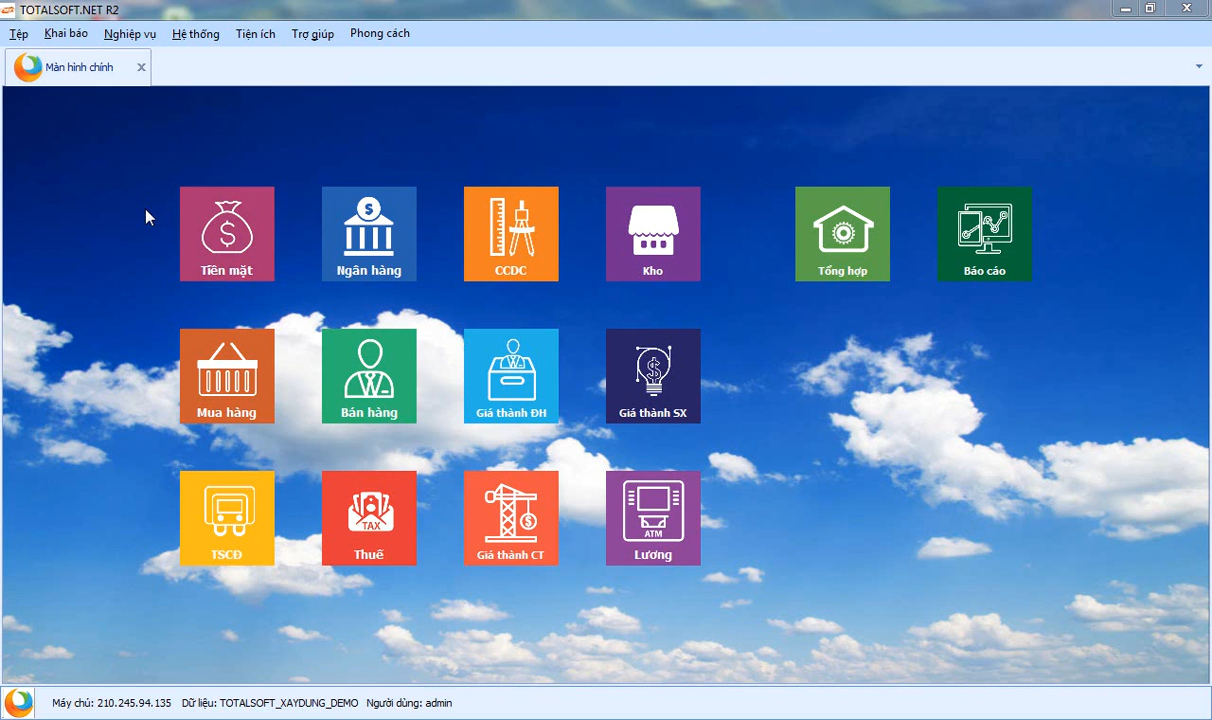 TOTALSOFT.NET R2
Tệp Khai báo Nghiệp vụ Hệ thống Tiện ích Trợ giúp Phong cách
Màn hình chính
$ $
Tiền mặt Ngân hàng CCDC Kho Tổng hợp Báo cáo
$
Mua hàng Bán hàng Giá thành ĐH Giá thành SX
TAX $ ATM
TSCĐ Thuế Giá thành CT Lương
Máy chủ: 210.245.94.135 Dữ liệu: TOTALSOFT_XAYDUNG_DEMO Người dùng: admin